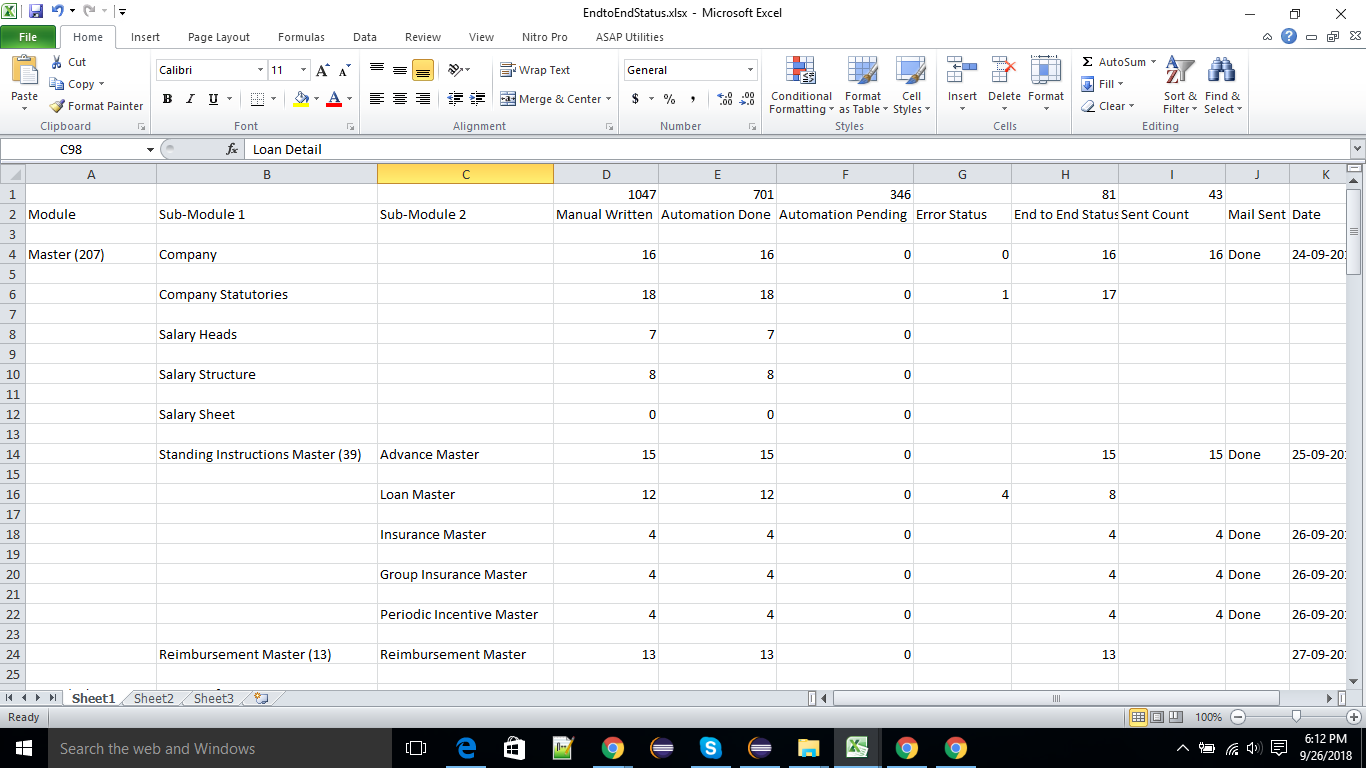 EndtoEndStatus.xlsx - Microsoft Excel
File Home Insert Page Layout Formulas Data Review View Nitro Pro ASAP Utilities
Paste Cut Copy Format Painter
Calibri 11
B I U
Wrap Text
Merge & Center
General
$ % ,
Conditional Formatting Format as Table Cell Styles
Insert Delete Format
Σ AutoSum Fill Clear
Sort & Filter Find & Select
Clipboard Font Alignment Number Styles Cells Editing
C98 fx Loan Detail
A B C D E F G H I J K
1 1047 701 346 81 43
2 Module Sub-Module 1 Sub-Module 2 Manual Written Automation Done Automation Pending Error Status End to End Status Sent Count Mail Sent Date
3
4 Master (207) Company 16 16 0 0 16 16 Done 24-09-20
5
6 Company Statutories 18 18 0 1 17
7
8 Salary Heads 7 7 0
9
10 Salary Structure 8 8 0
11
12 Salary Sheet 0 0 0
13
14 Standing Instructions Master (39) Advance Master 15 15 0 15 15 Done 25-09-20
15
16 Loan Master 12 12 0 4 8
17
18 Insurance Master 4 4 0 4 4 Done 26-09-20
19
20 Group Insurance Master 4 4 0 4 4 Done 26-09-20
21
22 Periodic Incentive Master 4 4 0 4 4 Done 26-09-20
23
24 Reimbursement Master (13) Reimbursement Master 13 13 0 13 27-09-20
25
Sheet1 Sheet2 Sheet3
Ready 100%
Search the web and Windows
6:12 PM
9/26/2018